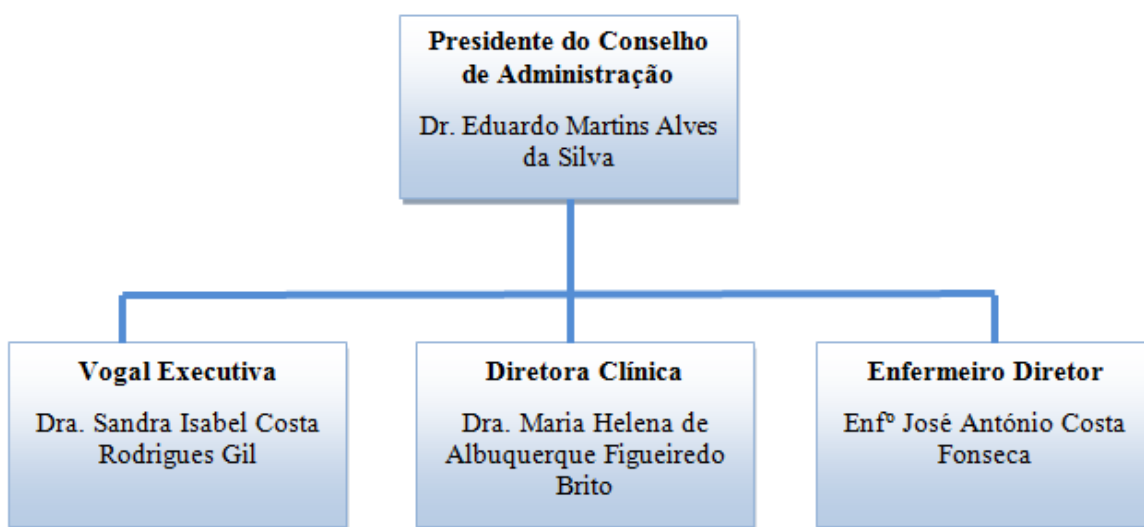 Presidente do Conselho
de Administração
Dr. Eduardo Martins Alves
da Silva
Vogal Executiva
Dra. Sandra Isabel Costa
Rodrigues Gil
Diretora Clínica
Dra. Maria Helena de
Albuquerque Figueiredo
Brito
Enfermeiro Diretor
Enfº José António Costa
Fonseca